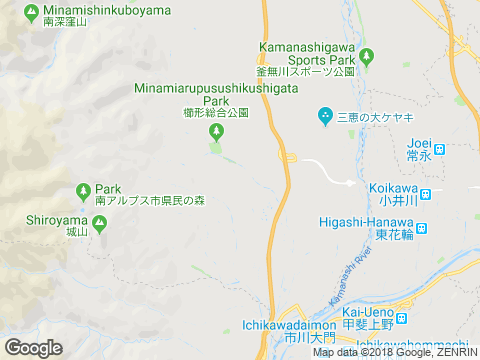 Minamishinkuboyama
南深窪山
Kamanashigawa
Sports Park
釜無川スポーツ公園
Minamiarupusushikushigata
Park
櫛形総合公園
三恵の大ケヤキ
Joei
常永
Park
南アルプス市県民の森
Koikawa
小井川
Shiroyama
城山
Higashi-Hanawa
東花輪
Kamanashi River
Kai-Ueno
甲斐上野
Ichikawadaimon
市川大門
Ichikawahommachi
Google
Map data ©2018 Google, ZENRIN